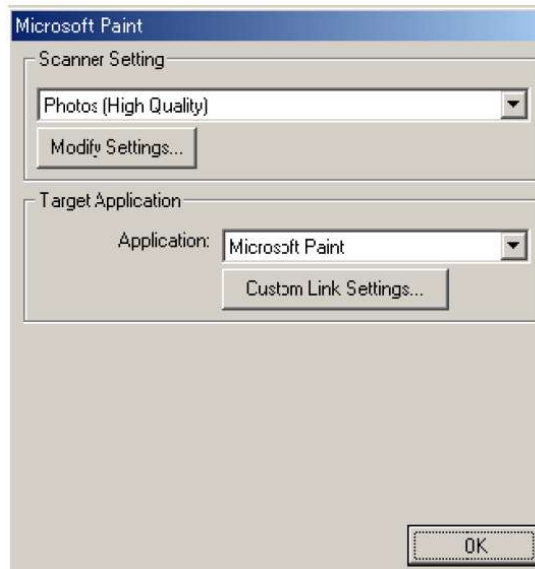 Microsoft Paint
Scanner Setting
Photos (High Quality)
Modify Settings...
Target Application
Application: Microsoft Paint
Custom Link Settings...
OK